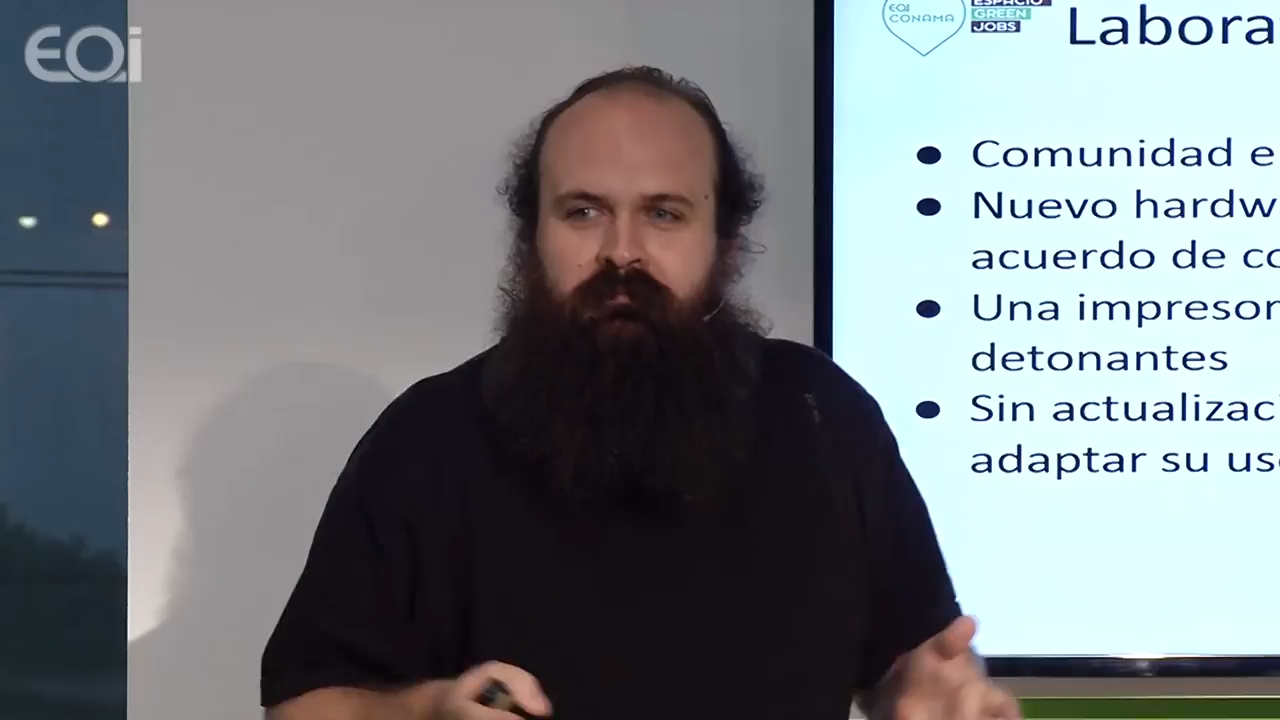 EOi
EOI
CONAMA
ESPACIO
GREEN
JOBS
Labora
● Comunidad e
● Nuevo hardw
acuerdo de co
● Una impresor
detonantes
● Sin actualizac
adaptar su us